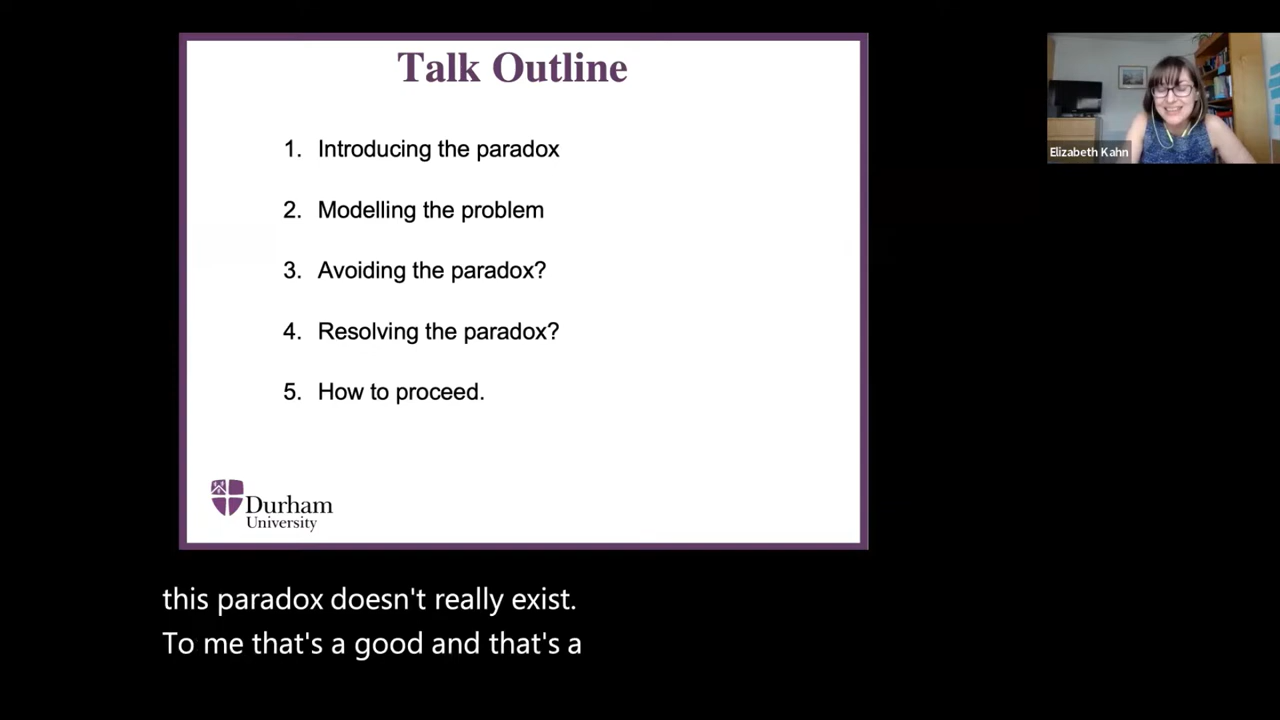 Talk Outline
1. Introducing the paradox
2. Modelling the problem
3. Avoiding the paradox?
4. Resolving the paradox?
5. How to proceed.
Durham
University
Elizabeth Kahn
this paradox doesn't really exist.
To me that's a good and that's a